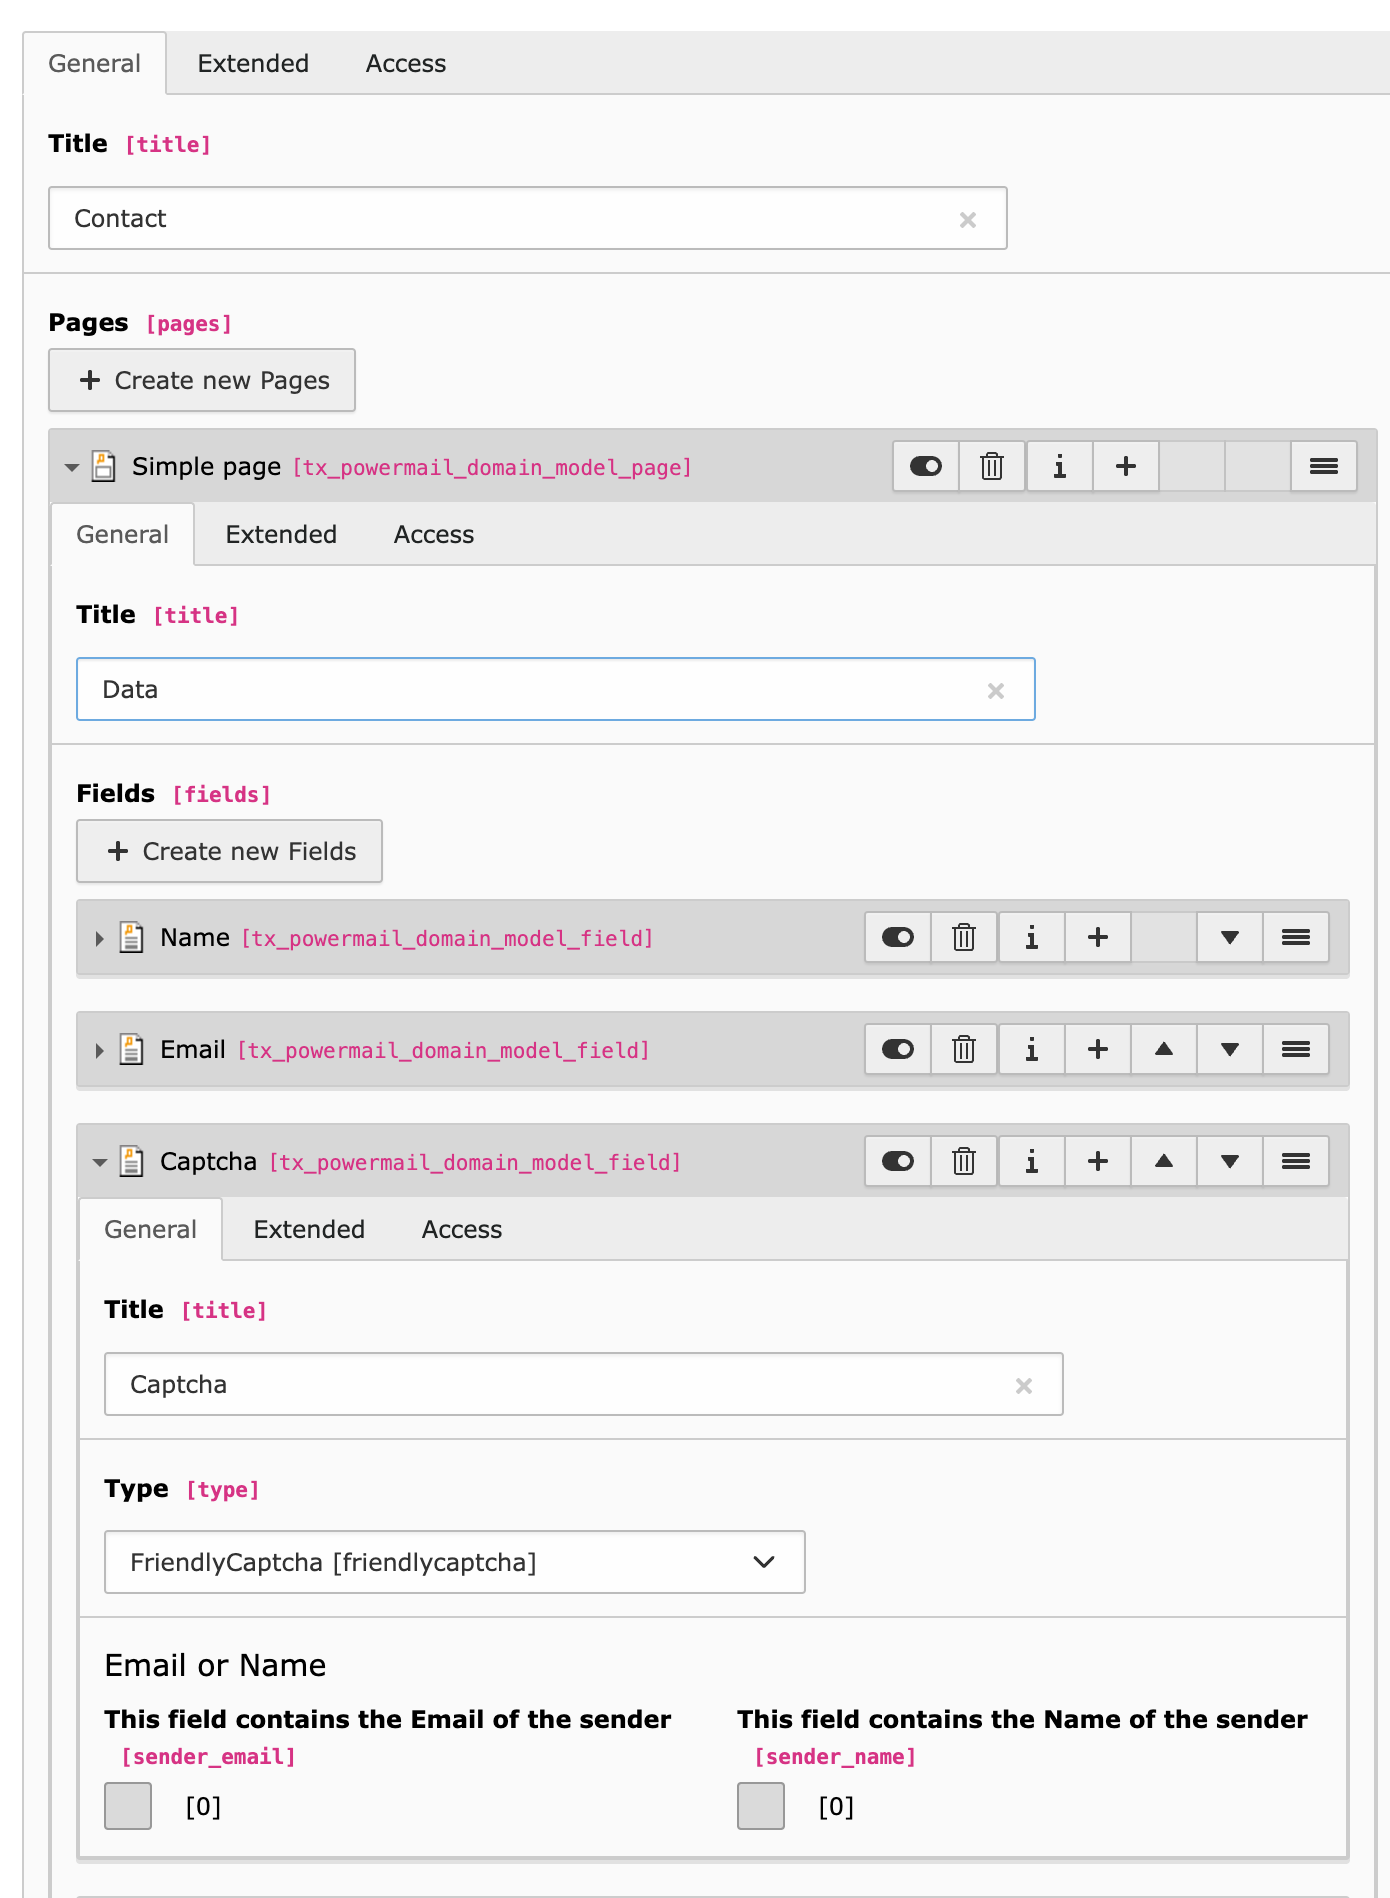 General Extended Access
Title [title]
Contact
Pages [pages]
Create new Pages
Simple page [tx_powermail_domain_model_page]
General Extended Access
Title [title]
Data
Fields [fields]
Create new Fields
Name [tx_powermail_domain_model_field]
Email [tx_powermail_domain_model_field]
Captcha [tx_powermail_domain_model_field]
General Extended Access
Title [title]
Captcha
Type [type]
FriendlyCaptcha [friendlycaptcha]
Email or Name
This field contains the Email of the sender This field contains the Name of the sender
[sender_email] [sender_name]
[0] [0]